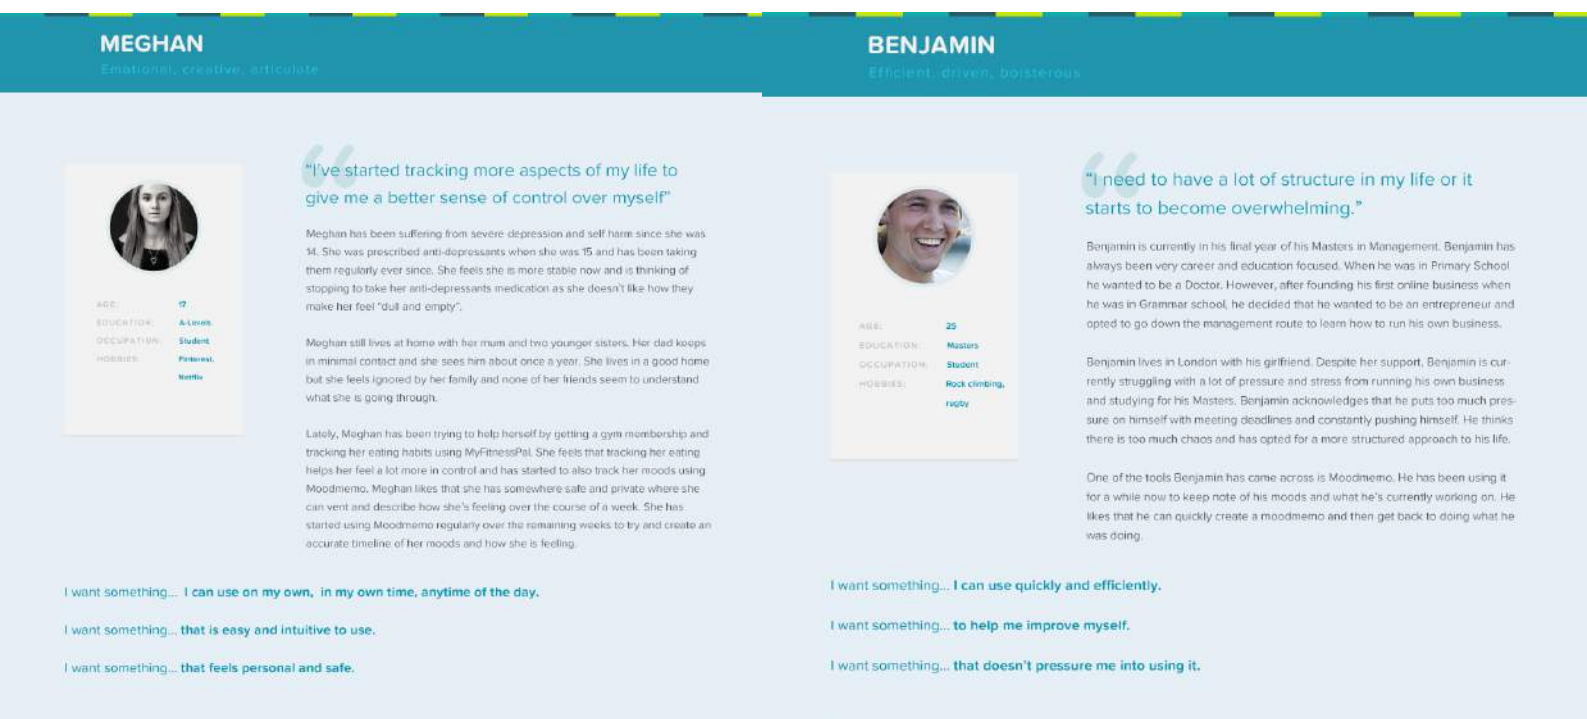 MEGHAN
Emotional, creative, articulate
AGE: 17
EDUCATION: A-Levels
OCCUPATION: Student
HOBBIES: Pinterest,
Netflix
“I’ve started tracking more aspects of my life to
give me a better sense of control over myself”
Meghan has been suffering from severe depression and self harm since she was
14. She was prescribed anti-depressants when she was 15 and has been taking
them regularly ever since. She feels she is more stable now and is thinking of
stopping to take her anti-depressants medication as she doesn’t like how they
make her feel “dull and empty”.
Meghan still lives at home with her mum and two younger sisters. Her dad keeps
in minimal contact and she sees him about once a year. She lives in a good home
but she feels ignored by her family and none of her friends seem to understand
what she is going through.
Lately, Meghan has been trying to help herself by getting a gym membership and
tracking her eating habits using MyFitnessPal. She feels that tracking her eating
helps her feel a lot more in control and has started to also track her moods using
Moodmemo. Meghan likes that she has somewhere safe and private where she
can vent and describe how she’s feeling over the course of a week. She has
started using Moodmemo regularly over the remaining weeks to try and create an
accurate timeline of her moods and how she is feeling.
I want something... I can use on my own, in my own time, anytime of the day.
I want something... that is easy and intuitive to use.
I want something... that feels personal and safe.
BENJAMIN
Efficient, driven, boisterous
AGE: 25
EDUCATION: Masters
OCCUPATION: Student
HOBBIES: Rock climbing,
rugby
“I need to have a lot of structure in my life or it
starts to become overwhelming.”
Benjamin is currently in his final year of his Masters in Management. Benjamin has
always been very career and education focused. When he was in Primary School
he wanted to be a Doctor. However, after founding his first online business when
he was in Grammar school, he decided that he wanted to be an entrepreneur and
opted to go down the management route to learn how to run his own business.
Benjamin lives in London with his girlfriend. Despite her support, Benjamin is cur-
rently struggling with a lot of pressure and stress from running his own business
and studying for his Masters. Benjamin acknowledges that he puts too much pres-
sure on himself with meeting deadlines and constantly pushing himself. He thinks
there is too much chaos and has opted for a more structured approach to his life.
One of the tools Benjamin has came across is Moodmemo. He has been using it
for a while now to keep note of his moods and what he’s currently working on. He
likes that he can quickly create a moodmemo and then get back to doing what he
was doing.
I want something... I can use quickly and efficiently.
I want something... to help me improve myself.
I want something... that doesn’t pressure me into using it.